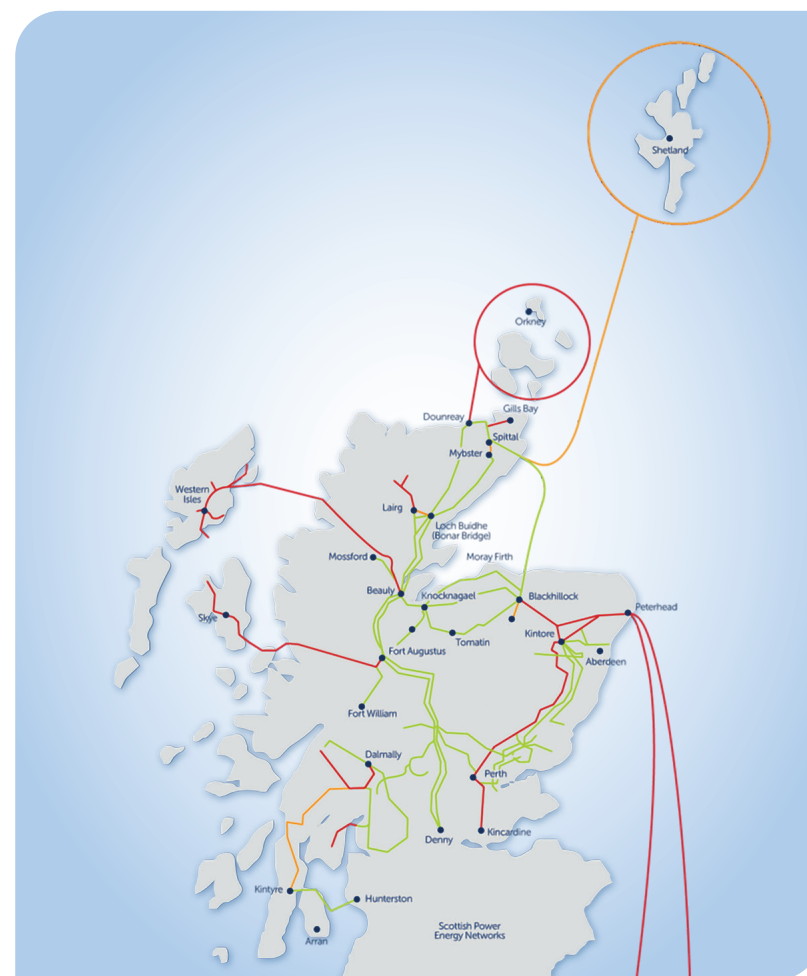 Shetland
Orkney
Gills Bay
Dounreay
Spittal
Mybster
Western
Isles
Lairg
Loch Buidhe
(Bonar Bridge)
Mossford
Moray Firth
Beauly
Knocknagael
Blackhillock
Peterhead
Skye
Kintore
Tomatin
Fort Augustus
Aberdeen
Fort William
Dalmally
Perth
Denny
Kincardine
Kintyre
Hunterston
Arran
Scottish Power
Energy Networks